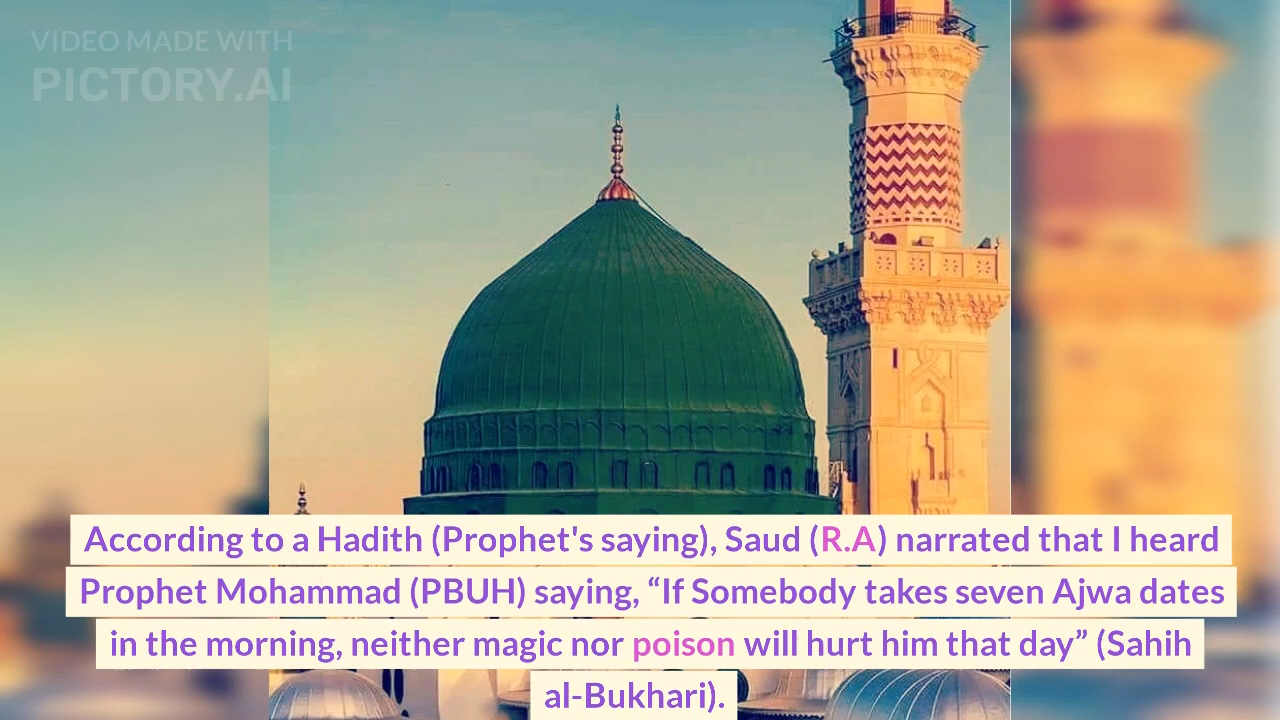 VIDEO MADE WITH
PICTORY.AI
According to a Hadith (Prophet's saying), Saud (R.A) narrated that I heard
Prophet Mohammad (PBUH) saying, “If Somebody takes seven Ajwa dates
in the morning, neither magic nor poison will hurt him that day” (Sahih
al-Bukhari).